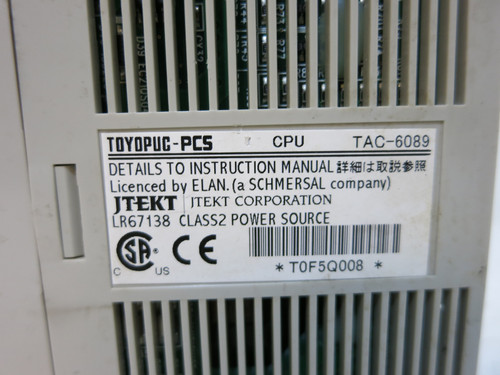 TOYOPUC-PCS CPU TAC-6089
DETAILS TO INSTRUCTION MANUAL 詳細は取説参照
Licenced by ELAN. (a SCHMERSAL company)
JTEKT JTEKT CORPORATION
LR67138 CLASS2 POWER SOURCE
C SA US CE
* T0F5Q008 *